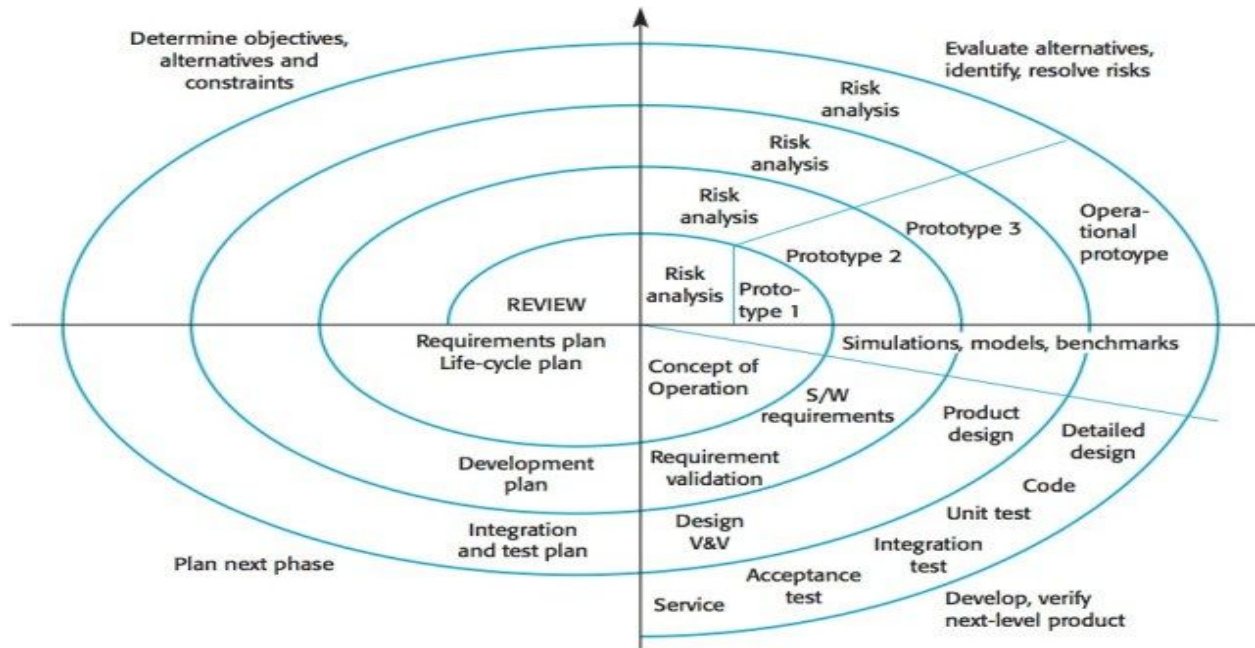 Determine objectives,
alternatives and
constraints
Evaluate alternatives,
identify, resolve risks
Risk
analysis
Risk
analysis
Risk
analysis
Risk
analysis
Proto-
type 1
Prototype 2
Prototype 3
Opera-
tional
protoype
REVIEW
Requirements plan
Life-cycle plan
Concept of
Operation
Simulations, models, benchmarks
S/W
requirements
Product
design
Detailed
design
Development
plan
Requirement
validation
Code
Unit test
Integration
and test plan
Design
V&V
Integration
test
Plan next phase
Acceptance
test
Service
Develop, verify
next-level product